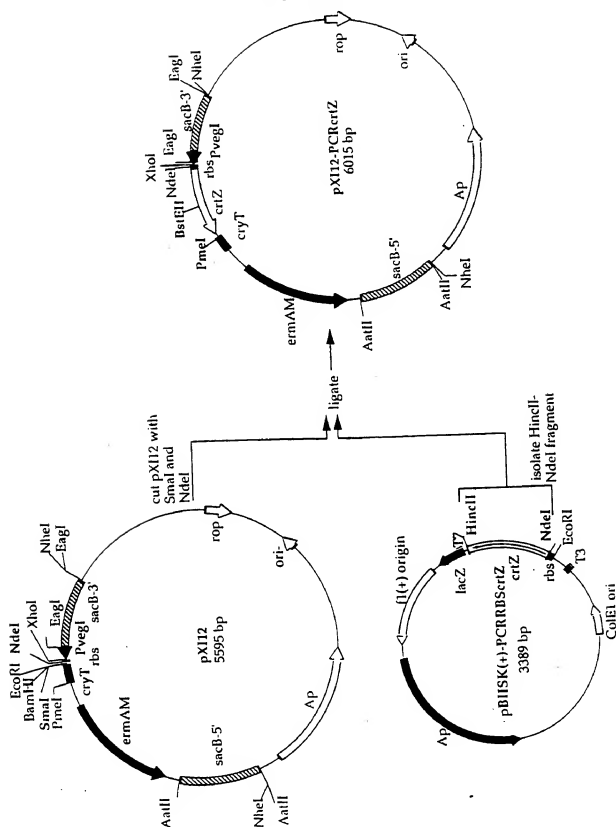 EcoRI NdeI
BamHI
SmaI
PmeI
XhoI
EagI
NheI
EagI
sacB-3'
PvegI
rbs
cryT
ermAM
rop
ori
pXI12
5595 bp
Ap
sacB-5'
AatII
NheI
AatII
cut pXI12 with
SmaI and
NdeI
ligate
isolate HincII-
NdeI fragment
f1(+) origin
lacZ
T7
HincII
crtZ
NdeI
EcoRI
rbs
T3
ColE1 ori
Ap
pBIISK(+)-PCRRBScrtZ
3389 bp
XhoI
NdeI
EagI
BstEII
PmeI
rbs
PvegI
sacB-3'
EagI
NheI
crtZ
cryT
ermAM
rop
ori
pXI12-PCRcrtZ
6015 bp
Ap
sacB-5'
AatII
AatII
NheI